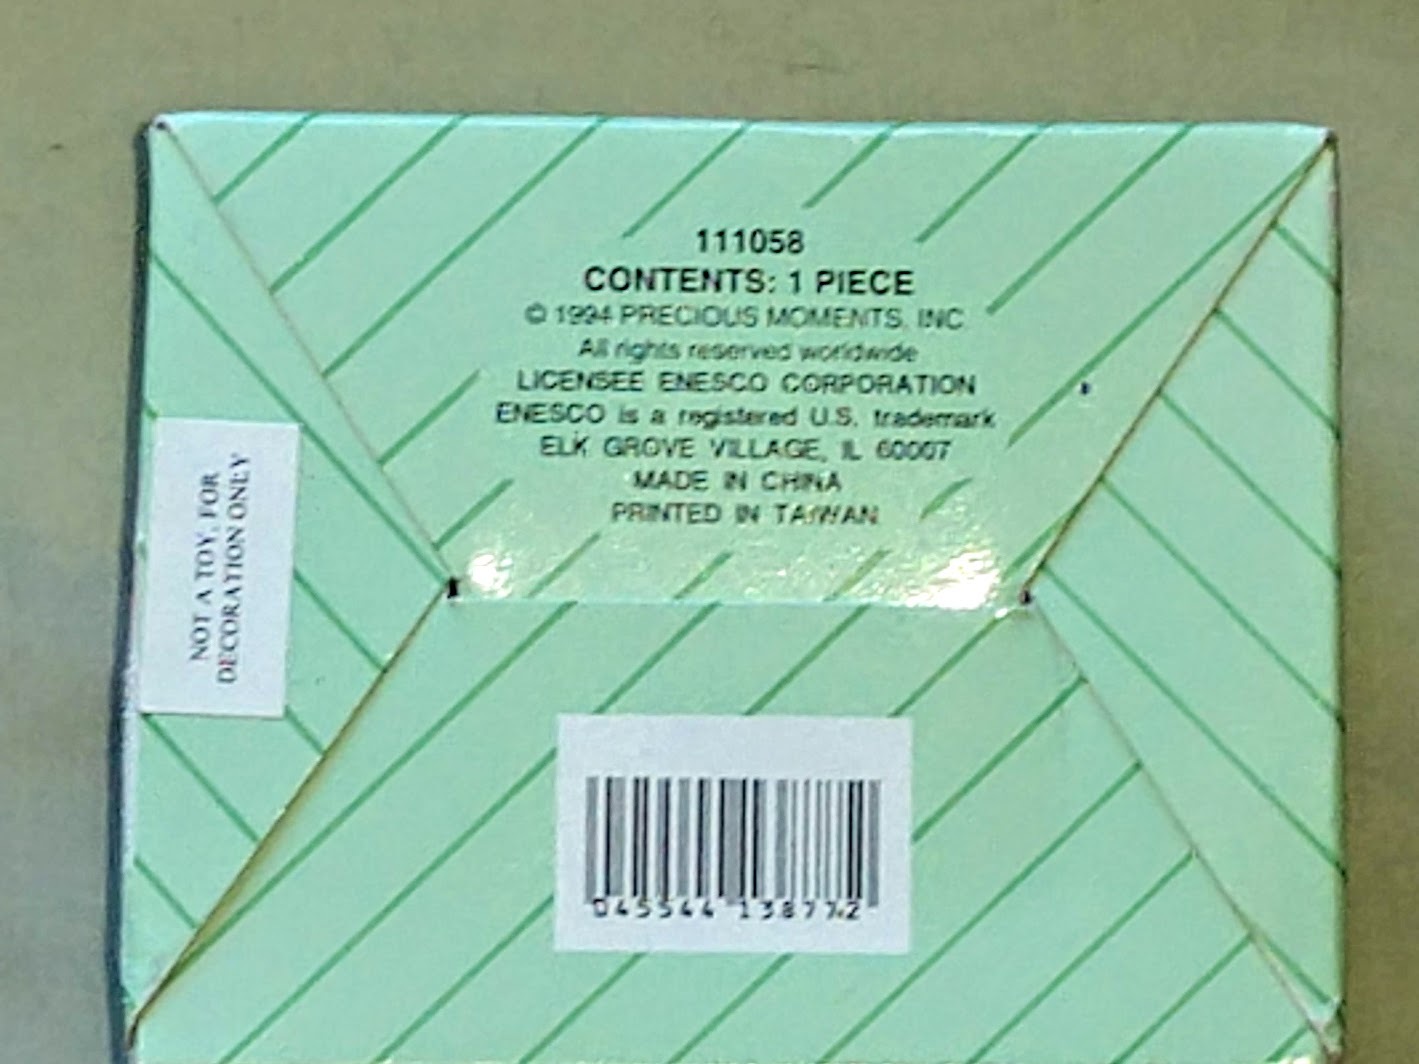 111058
CONTENTS: 1 PIECE
© 1994 PRECIOUS MOMENTS, INC.
All rights reserved worldwide
LICENSEE ENESCO CORPORATION
ENESCO is a registered U.S. trademark
ELK GROVE VILLAGE, IL 60007
MADE IN CHINA
PRINTED IN TAIWAN
NOT A TOY, FOR
DECORATION ONLY
045544 138772